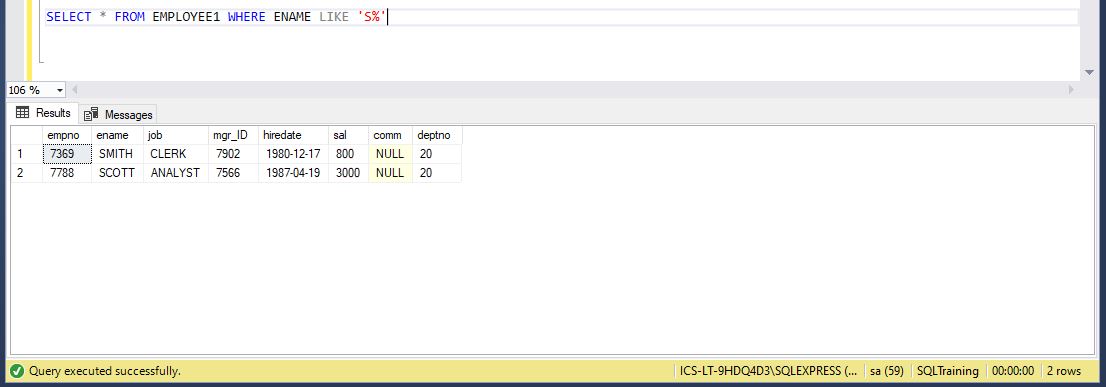 SELECT * FROM EMPLOYEE1 WHERE ENAME LIKE 'S%'
106 %
Results Messages
empno ename job mgr_ID hiredate sal comm deptno
1 7369 SMITH CLERK 7902 1980-12-17 800 NULL 20
2 7788 SCOTT ANALYST 7566 1987-04-19 3000 NULL 20
Query executed successfully. ICS-LT-9HDQ4D3\SQLEXPRESS (... sa (59) SQLTraining 00:00:00 2 rows